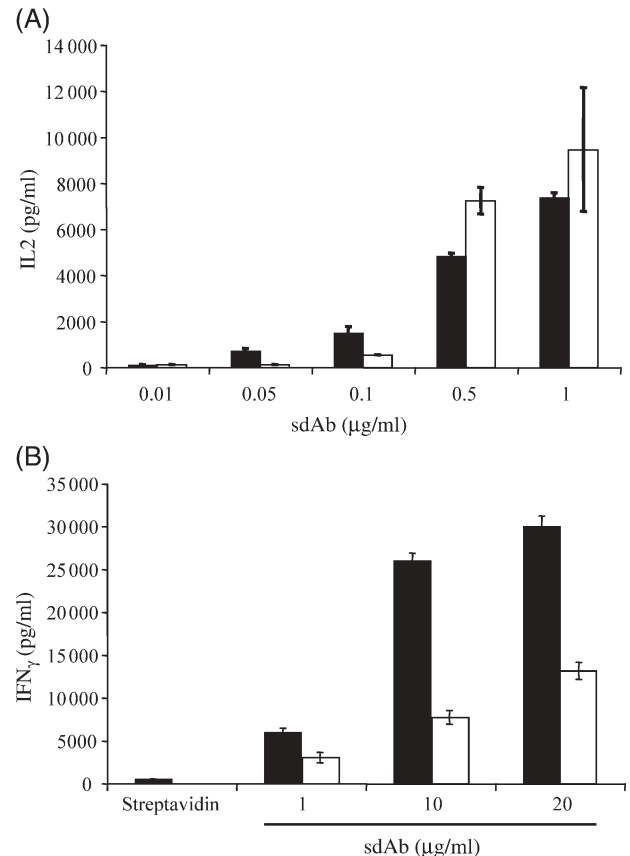 (A)
14 000
12 000
10 000
8000
6000
4000
2000
0
IL2 (pg/ml)
0.01 0.05 0.1 0.5 1
sdAb (μg/ml)
(B)
35 000
30 000
25 000
20 000
15 000
10 000
5000
0
IFNγ (pg/ml)
Streptavidin 1 10 20
sdAb (μg/ml)